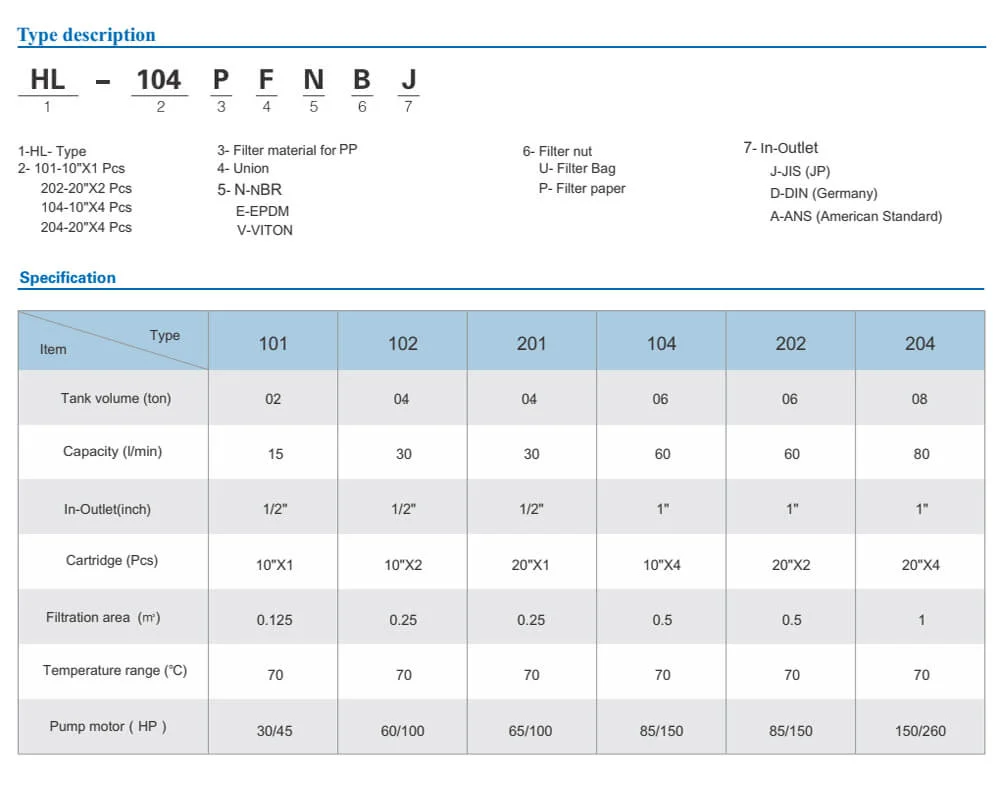 Type description
HL - 104 P F N B J
1 2 3 4 5 6 7
1-HL- Type
2- 101-10"X1 Pcs
202-20"X2 Pcs
104-10"X4 Pcs
204-20"X4 Pcs
3- Filter material for PP
4- Union
5- N-NBR
E-EPDM
V-VITON
6- Filter nut
U- Filter Bag
P- Filter paper
7- In-Outlet
J-JIS (JP)
D-DIN (Germany)
A-ANS (American Standard)
Specification
Item Type 101 102 201 104 202 204
Tank volume (ton) 02 04 04 06 06 08
Capacity (l/min) 15 30 30 60 60 80
In-Outlet(inch) 1/2" 1/2" 1/2" 1" 1" 1"
Cartridge (Pcs) 10"X1 10"X2 20"X1 10"X4 20"X2 20"X4
Filtration area (m²) 0.125 0.25 0.25 0.5 0.5 1
Temperature range (℃) 70 70 70 70 70 70
Pump motor ( HP ) 30/45 60/100 65/100 85/150 85/150 150/260